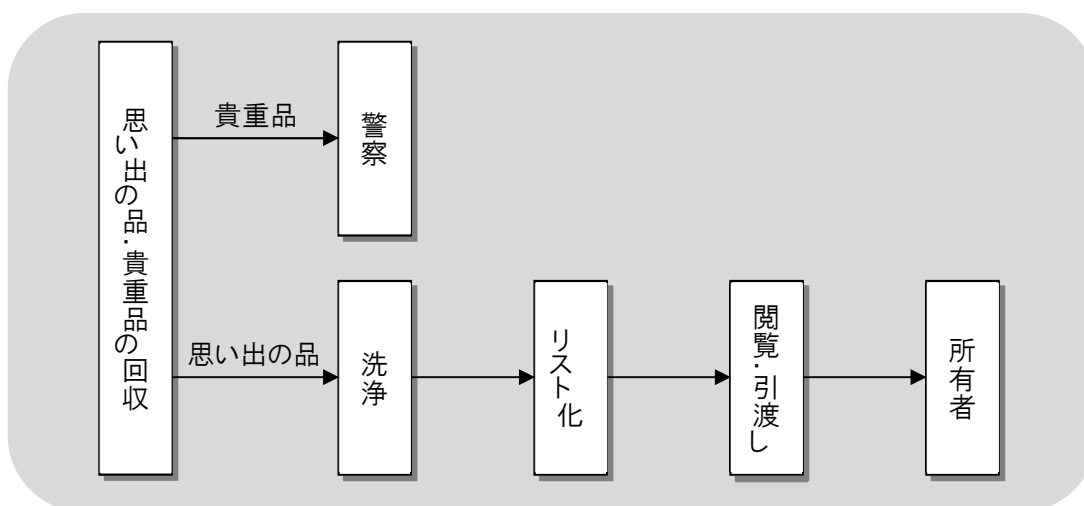 思い出の品・貴重品の回収
貴重品
警察
思い出の品
洗浄
リスト化
閲覧・引渡し
所有者